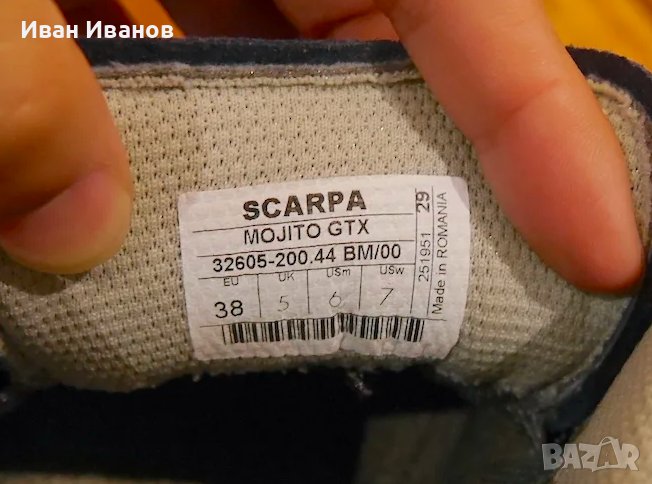 Иван Иванов
SCARPA
MOJITO GTX
32605-200.44 BM/00
EU UK USm USw
38 5 6 7
251951 29
Made in ROMANIA
BAZAR